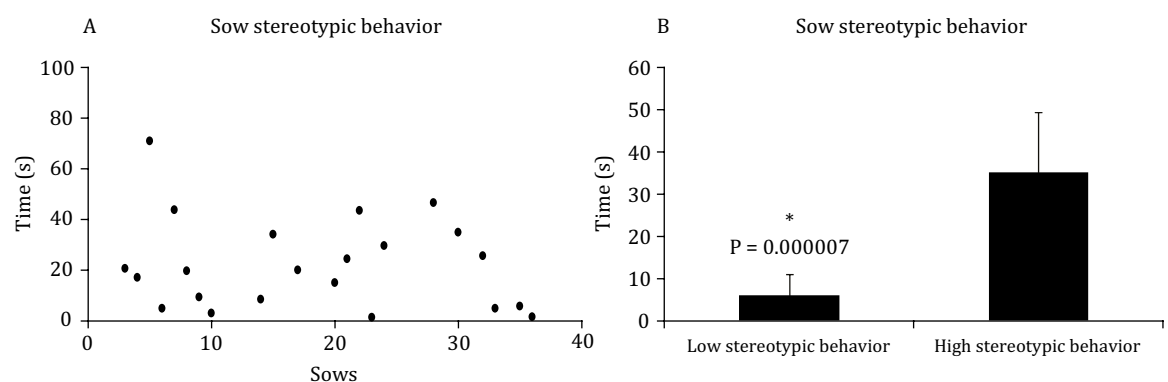 A
Sow stereotypic behavior
100
80
60
40
20
0
Time (s)
0
10
20
30
40
Sows
B
Sow stereotypic behavior
60
50
40
30
20
10
0
Time (s)
*
P = 0.000007
Low stereotypic behavior
High stereotypic behavior